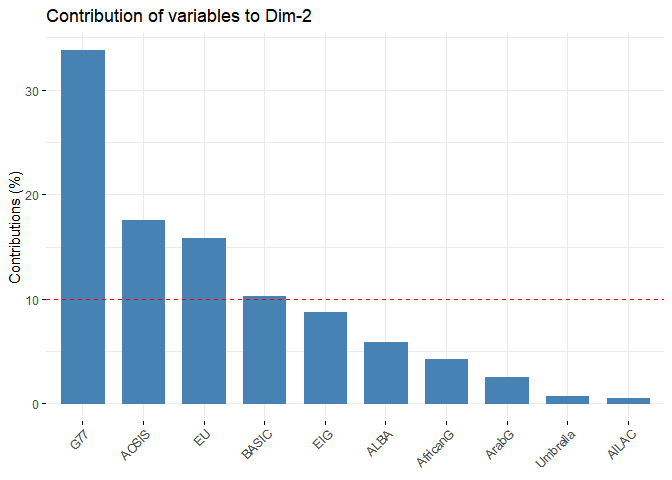 Contribution of variables to Dim-2
Contributions (%)
30
20
10
0
G77
AOSIS
EU
BASIC
EIG
ALBA
AfricanG
ArabG
Umbrella
AILAC